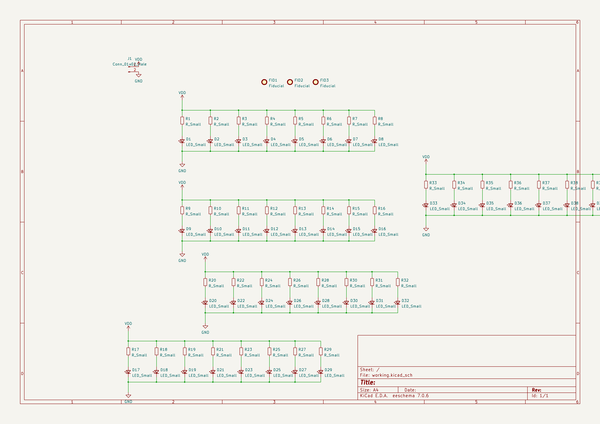 1 2 3 4 5 6
J1 VDD
GND
FID1 FID2 FID3
Fiducial Fiducial Fiducial
VDD
R1 R2 R3 R4 R5 R6 R7 R8
R_Small R_Small R_Small R_Small R_Small R_Small R_Small R_Small
D1 D2 D3 D4 D5 D6 D7 D8
LED_Small LED_Small LED_Small LED_Small LED_Small LED_Small LED_Small LED_Small
GND
VDD
R33 R34 R35 R36 R37 R38
R_Small R_Small R_Small R_Small R_Small R_Small
D33 D34 D35 D36 D37 D38
LED_Small LED_Small LED_Small LED_Small LED_Small LED_Small
GND
VDD
R9 R10 R11 R12 R13 R14 R15 R16
R_Small R_Small R_Small R_Small R_Small R_Small R_Small R_Small
D9 D10 D11 D12 D13 D14 D15 D16
LED_Small LED_Small LED_Small LED_Small LED_Small LED_Small LED_Small LED_Small
GND
VDD
R20 R22 R24 R26 R28 R30 R31 R32
R_Small R_Small R_Small R_Small R_Small R_Small R_Small R_Small
D20 D22 D24 D26 D28 D30 D31 D32
LED_Small LED_Small LED_Small LED_Small LED_Small LED_Small LED_Small LED_Small
GND
VDD
R17 R18 R19 R21 R23 R25 R27 R29
R_Small R_Small R_Small R_Small R_Small R_Small R_Small R_Small
D17 D18 D19 D21 D23 D25 D27 D29
LED_Small LED_Small LED_Small LED_Small LED_Small LED_Small LED_Small LED_Small
GND
Sheet: /
File: working.kicad_sch
Title:
Size: A4 Date: Rev:
KiCad E.D.A. eeschema 7.0.6 Id: 1/1